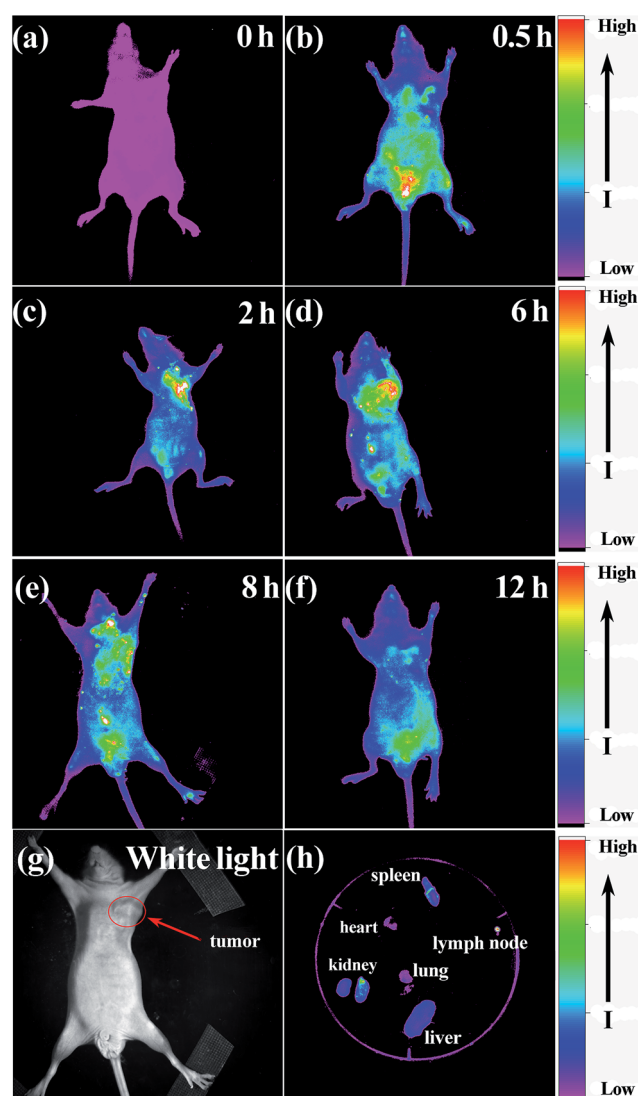 (a)
0 h
(b)
0.5 h
High
I
Low
(c)
2 h
(d)
6 h
High
I
Low
(e)
8 h
(f)
12 h
High
I
Low
(g)
White light
tumor
(h)
spleen
heart
lymph node
kidney
lung
liver
High
I
Low